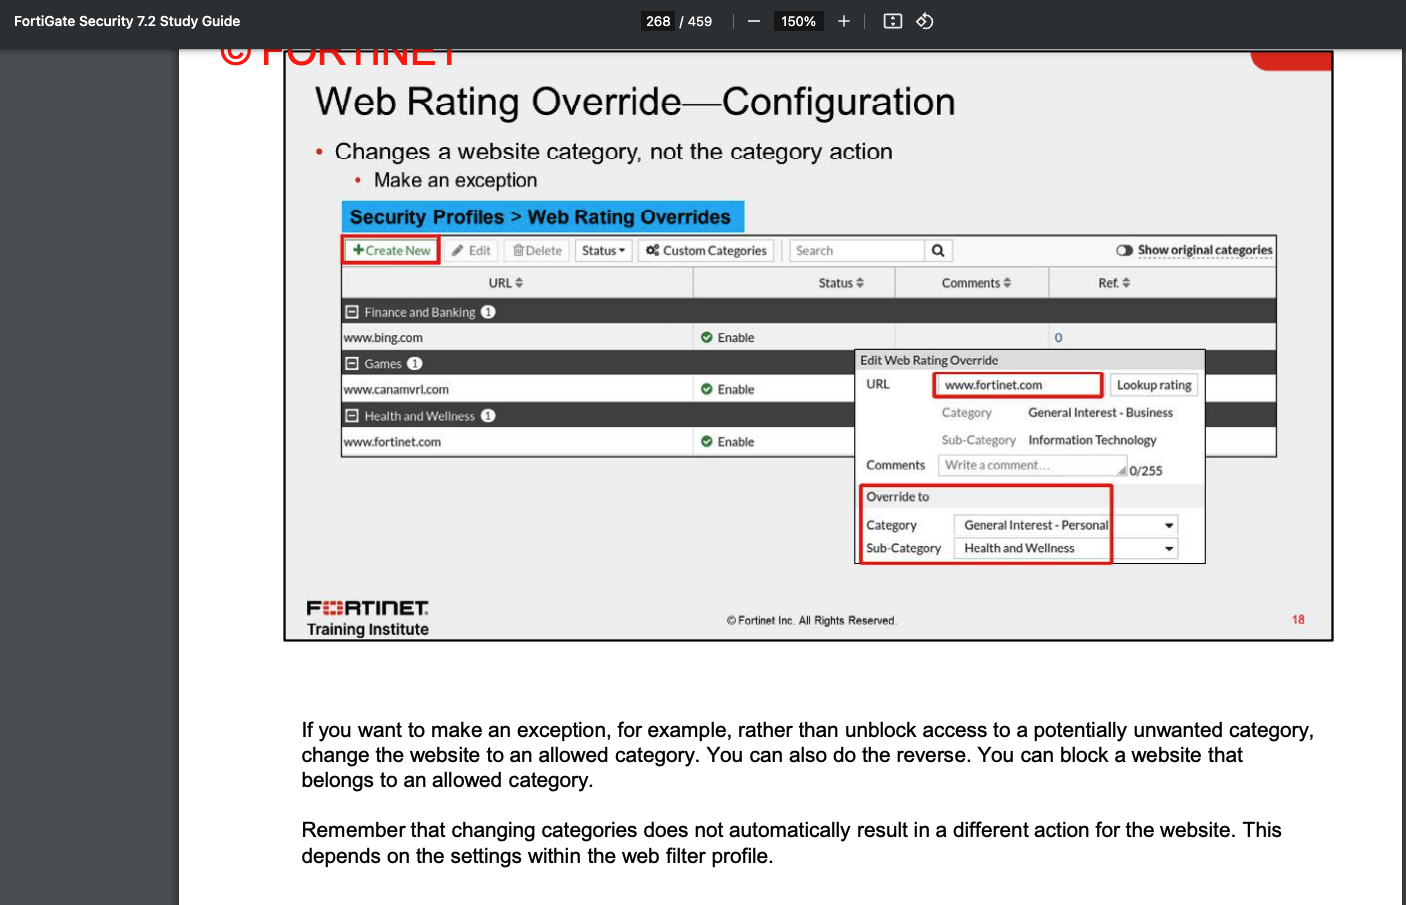 FortiGate Security 7.2 Study Guide
268 / 459
150%
© FORTINET
Web Rating Override—Configuration
• Changes a website category, not the category action
• Make an exception
Security Profiles > Web Rating Overrides
+Create New Edit Delete Status Custom Categories Search Show original categories
URL Status Comments Ref.
Finance and Banking 1
www.bing.com Enable 0
Games 1
www.canamvrl.com Enable
Health and Wellness 1
www.fortinet.com Enable
Edit Web Rating Override
URL www.fortinet.com Lookup rating
Category General Interest - Business
Sub-Category Information Technology
Comments Write a comment... 0/255
Override to
Category General Interest - Personal
Sub-Category Health and Wellness
FORTINET
Training Institute
© Fortinet Inc. All Rights Reserved.
18
If you want to make an exception, for example, rather than unblock access to a potentially unwanted category,
change the website to an allowed category. You can also do the reverse. You can block a website that
belongs to an allowed category.
Remember that changing categories does not automatically result in a different action for the website. This
depends on the settings within the web filter profile.